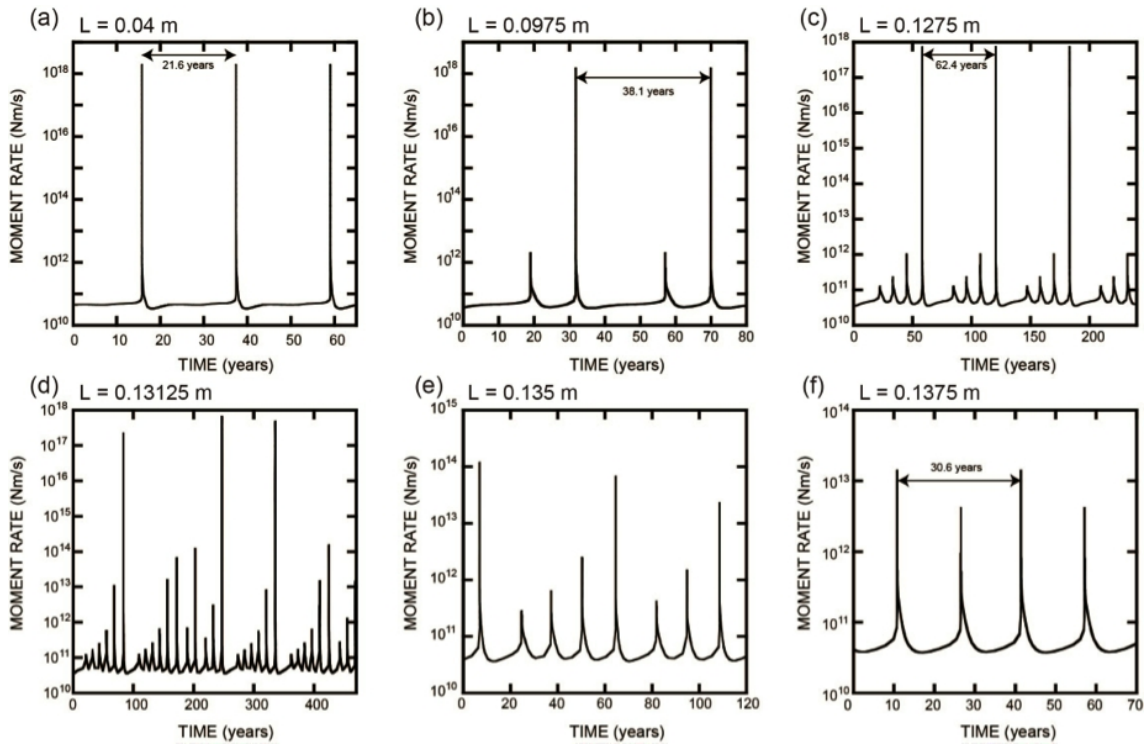 (a) L = 0.04 m
MOMENT RATE (Nm/s)
10^18
10^16
10^14
10^12
10^10
21.6 years
0 10 20 30 40 50 60
TIME (years)
(b) L = 0.0975 m
MOMENT RATE (Nm/s)
10^18
10^16
10^14
10^12
10^10
38.1 years
0 10 20 30 40 50 60 70 80
TIME (years)
(c) L = 0.1275 m
MOMENT RATE (Nm/s)
10^18
10^17
10^16
10^15
10^14
10^13
10^12
10^11
10^10
62.4 years
0 50 100 150 200
TIME (years)
(d) L = 0.13125 m
MOMENT RATE (Nm/s)
10^18
10^17
10^16
10^15
10^14
10^13
10^12
10^11
10^10
0 100 200 300 400
TIME (years)
(e) L = 0.135 m
MOMENT RATE (Nm/s)
10^15
10^14
10^13
10^12
10^11
10^10
0 20 40 60 80 100 120
TIME (years)
(f) L = 0.1375 m
MOMENT RATE (Nm/s)
10^14
10^13
10^12
10^11
10^10
30.6 years
0 10 20 30 40 50 60 70
TIME (years)